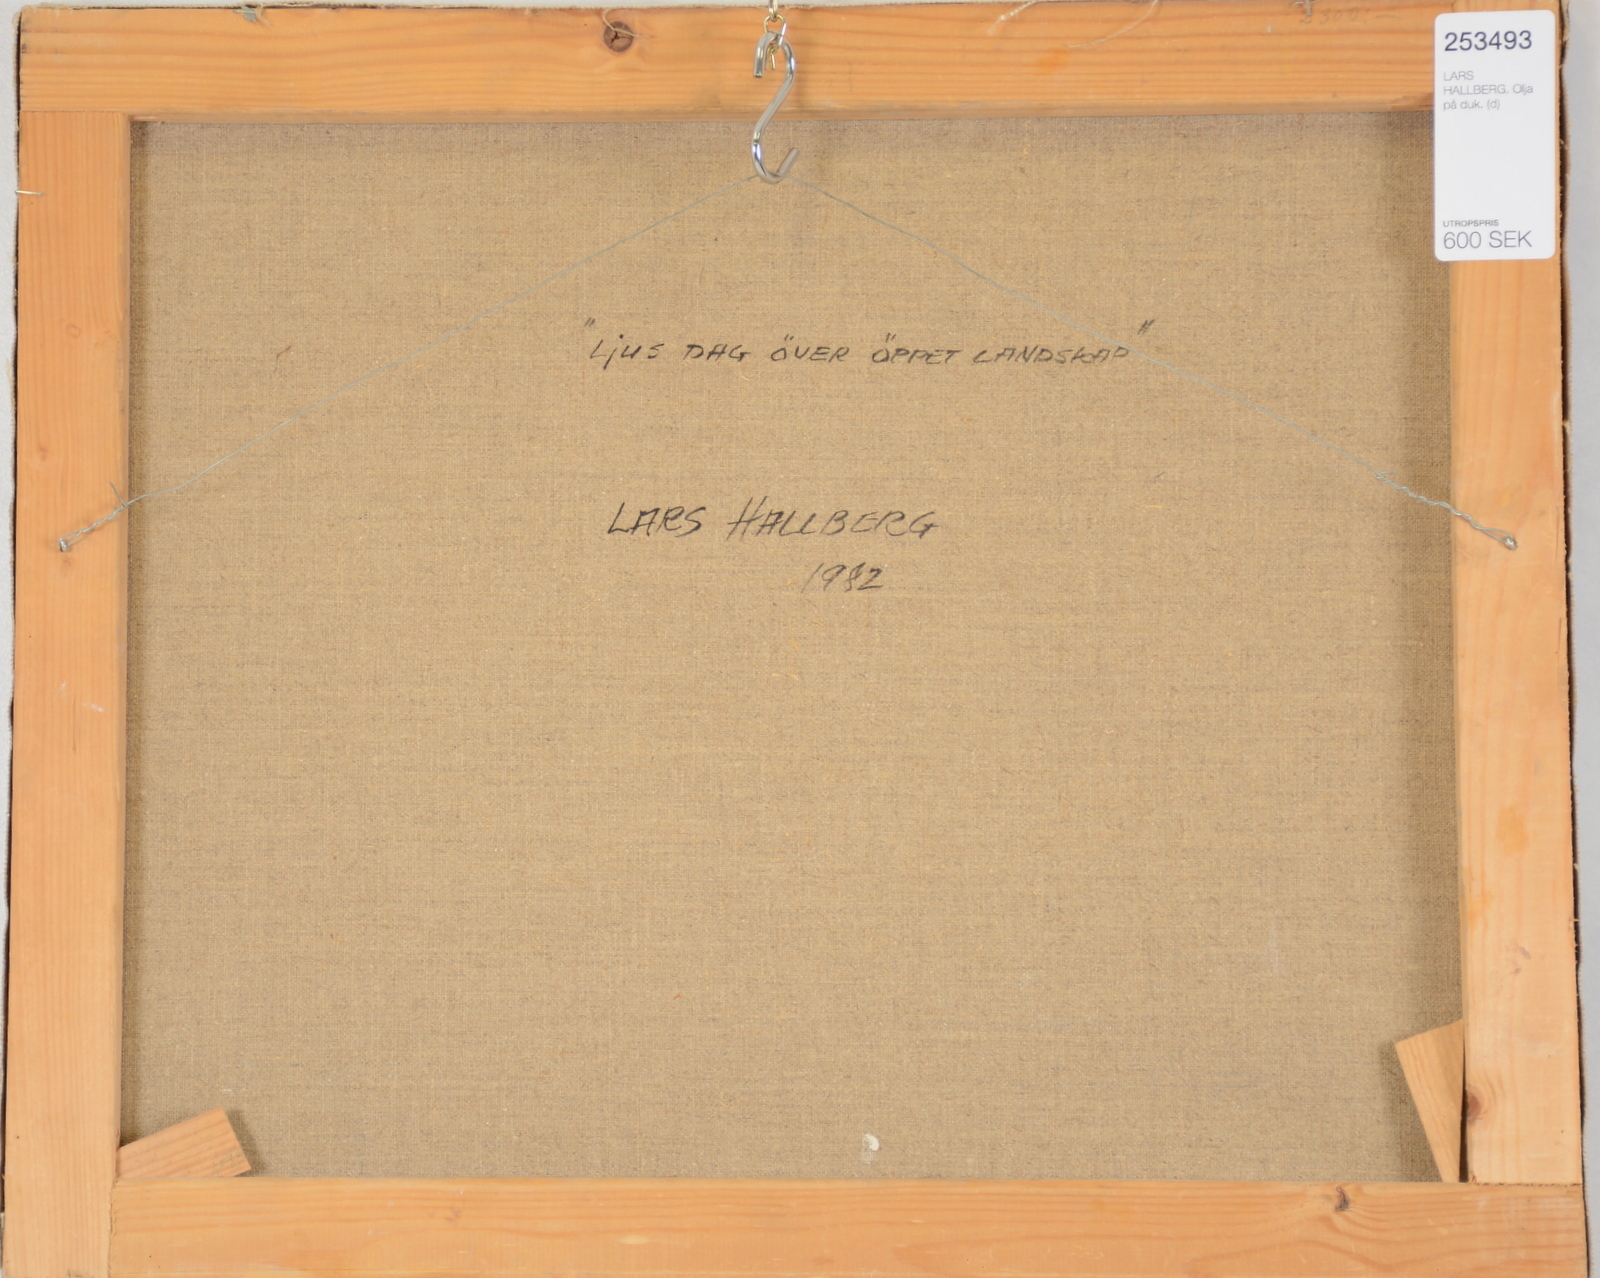 253493
LARS
HALLBERG. Olja
på duk. (d)
UTROPSPRIS
600 SEK
"LjUS DAG ÖVER ÖPPET LANDSKAP"
LARS HALLBERG
1982